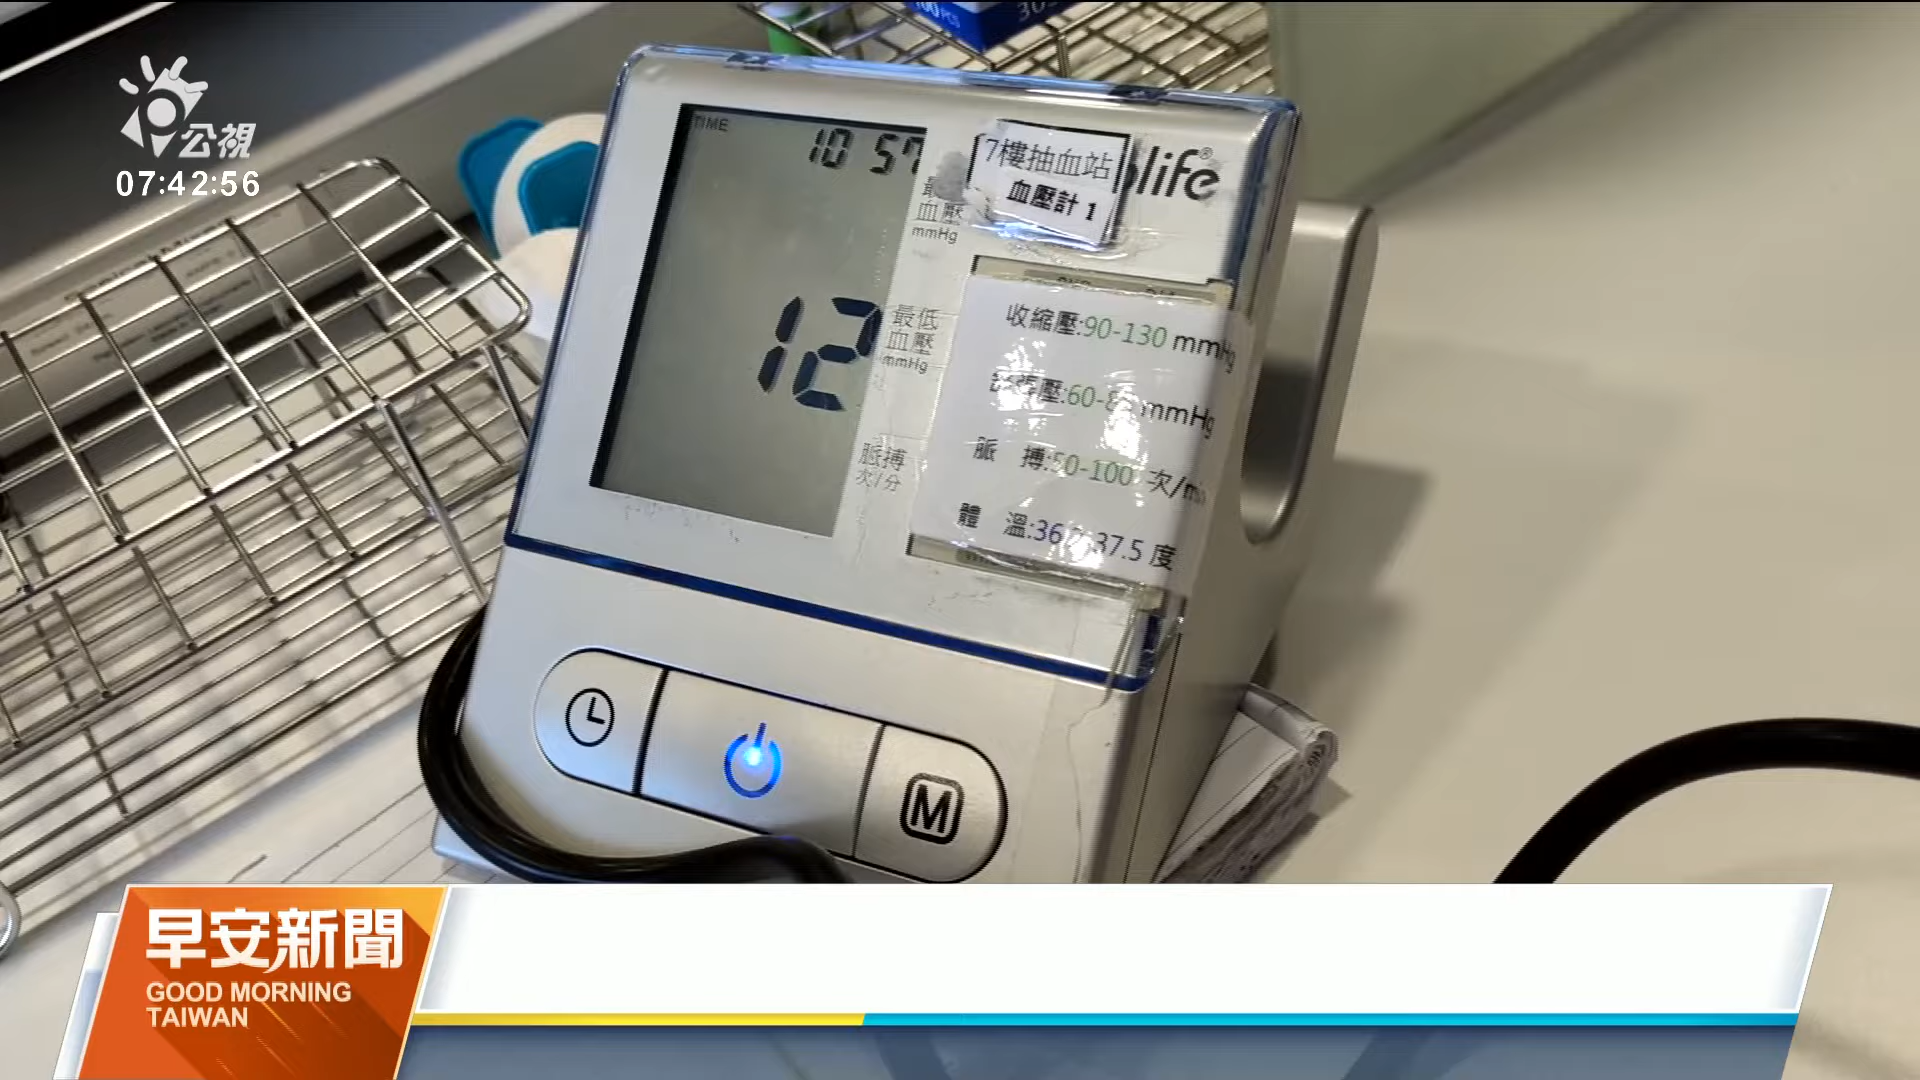 公視
07:42:56
TIME
10 57
12
血壓
mmHg
最低
血壓
mmHg
脈搏
次/分
7樓抽血站
血壓計 1
life
收縮壓:90-130 mmHg
壓:60-8 mmHg
脈 搏:50-100 次/min
體 溫:36 37.5 度
M
早安新聞
GOOD MORNING
TAIWAN